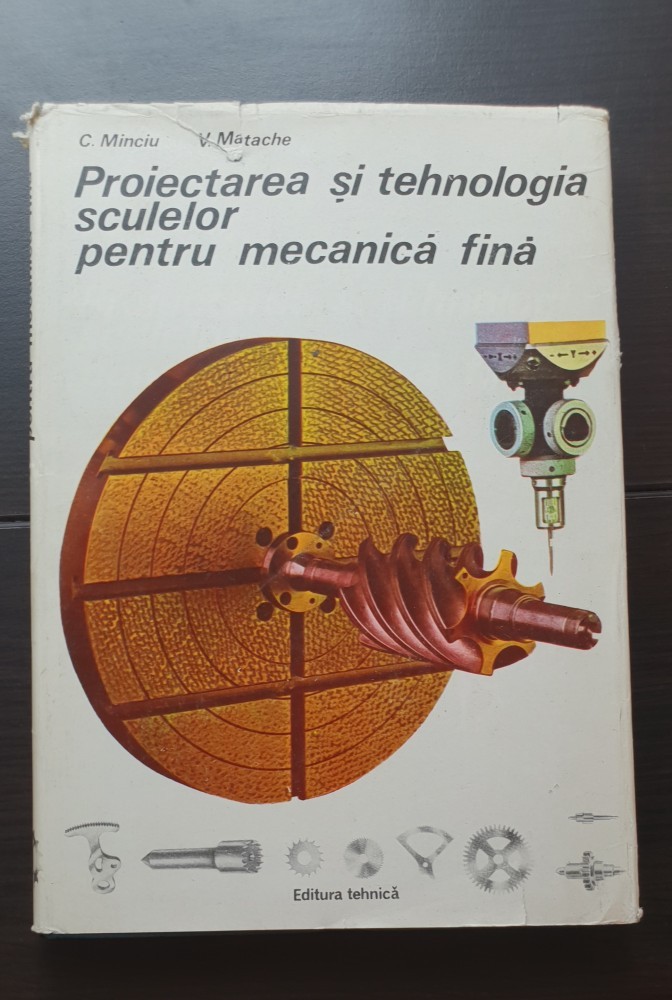 C. Minciu V. Matache
Proiectarea și tehnologia
sculelor
pentru mecanică fină
Editura tehnică